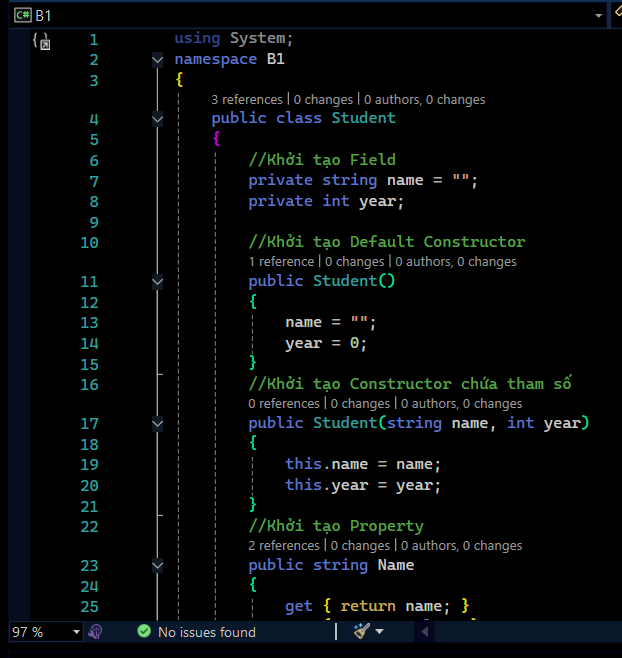 C# B1
1 using System;
2 namespace B1
3 {
3 references | 0 changes | 0 authors, 0 changes
4 public class Student
5 {
6 //Khởi tạo Field
7 private string name = "";
8 private int year;
9
10 //Khởi tạo Default Constructor
1 reference | 0 changes | 0 authors, 0 changes
11 public Student()
12 {
13 name = "";
14 year = 0;
15 }
16 //Khởi tạo Constructor chứa tham số
0 references | 0 changes | 0 authors, 0 changes
17 public Student(string name, int year)
18 {
19 this.name = name;
20 this.year = year;
21 }
22 //Khởi tạo Property
2 references | 0 changes | 0 authors, 0 changes
23 public string Name
24 {
25 get { return name; }
97 % No issues found